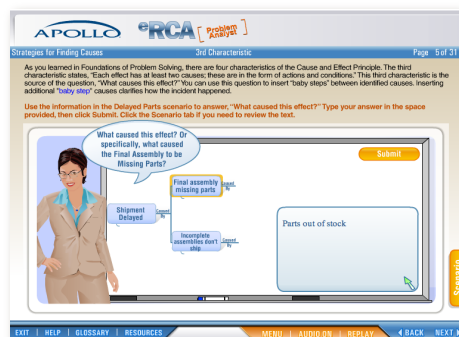 APOLLO eRCA [ Problem Analyst ]
Strategies for Finding Causes 3rd Characteristic Page 5 of 31
As you learned in Foundations of Problem Solving, there are four characteristics of the Cause and Effect Principle. The third
characteristic states, "Each effect has at least two causes; these are in the form of actions and conditions." This third characteristic is the
source of the question, "What causes this effect?" You can use this question to insert "baby steps" between identified causes. Inserting
additional "baby step" causes clarifies how the incident happened.
Use the information in the Delayed Parts scenario to answer, "What caused this effect?" Type your answer in the space
provided, then click Submit. Click the Scenario tab if you need to review the text.
What caused this effect? Or
specifically, what caused
the Final Assembly to be
Missing Parts?
Submit
Final assembly
missing parts
Caused
By
Shipment
Delayed
Caused
By
Incomplete
assemblies don't
ship
Caused
By
Parts out of stock
Scenario
EXIT | HELP | GLOSSARY | RESOURCES MENU | AUDIO ON | REPLAY BACK NEXT